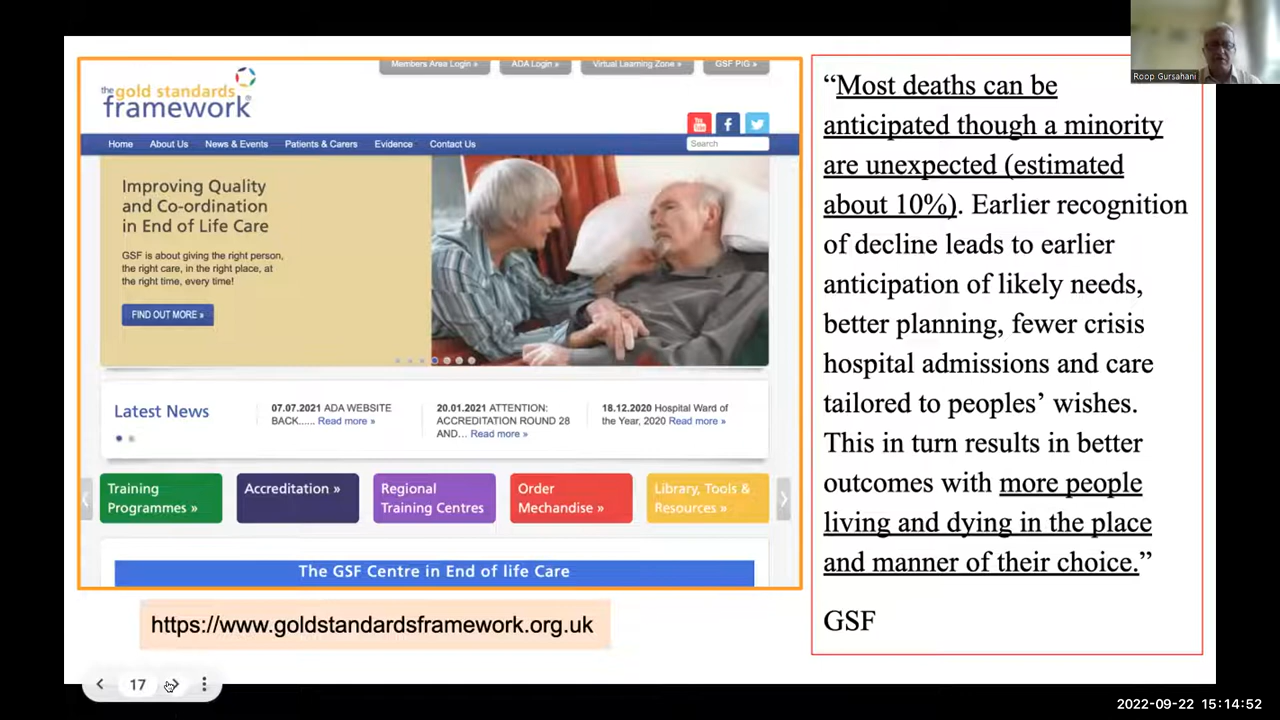 Members Area Login »
ADA Login »
Virtual Learning Zone »
GSF PIG »
Roop Gursahani
the gold standards
framework®
You
Tube
f
Home
About Us
News & Events
Patients & Carers
Evidence
Contact Us
Search
Improving Quality
and Co-ordination
in End of Life Care
GSF is about giving the right person,
the right care, in the right place, at
the right time, every time!
FIND OUT MORE »
Latest News
07.07.2021 ADA WEBSITE
BACK...... Read more »
20.01.2021 ATTENTION:
ACCREDITATION ROUND 28
AND... Read more »
18.12.2020 Hospital Ward of
the Year, 2020 Read more »
Training
Programmes »
Accreditation »
Regional
Training Centres
Order
Mechandise »
Library, Tools &
Resources »
The GSF Centre in End of life Care
https://www.goldstandardsframework.org.uk
“Most deaths can be
anticipated though a minority
are unexpected (estimated
about 10%). Earlier recognition
of decline leads to earlier
anticipation of likely needs,
better planning, fewer crisis
hospital admissions and care
tailored to peoples’ wishes.
This in turn results in better
outcomes with more people
living and dying in the place
and manner of their choice.”
GSF
17
2022-09-22 15:14:52